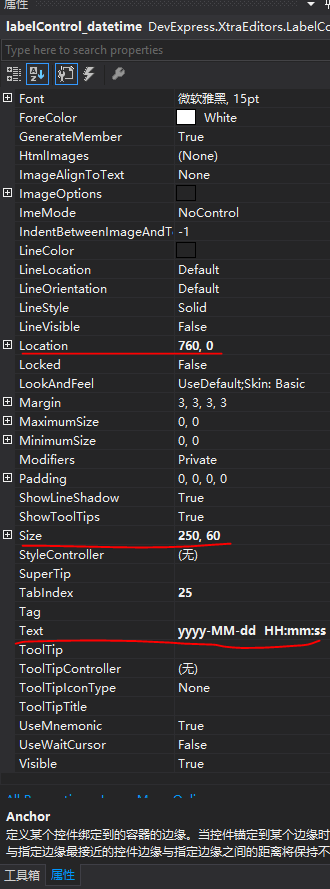 属性
labelControl_datetime DevExpress.XtraEditors.LabelCo
Type here to search properties
Font 微软雅黑, 15pt
ForeColor White
GenerateMember True
HtmlImages (None)
ImageAlignToText None
ImageOptions
ImeMode NoControl
IndentBetweenImageAndT -1
LineColor
LineLocation Default
LineOrientation Default
LineStyle Solid
LineVisible False
Location 760, 0
Locked False
LookAndFeel UseDefault;Skin: Basic
Margin 3, 3, 3, 3
MaximumSize 0, 0
MinimumSize 0, 0
Modifiers Private
Padding 0, 0, 0, 0
ShowLineShadow True
ShowToolTips True
Size 250, 60
StyleController (无)
SuperTip
TabIndex 25
Tag
Text yyyy-MM-dd HH:mm:ss
ToolTip
ToolTipController (无)
ToolTipIconType None
ToolTipTitle
UseMnemonic True
UseWaitCursor False
Visible True
Anchor
定义某个控件绑定到的容器的边缘。当控件锚定到某个边缘时
与指定边缘最接近的控件边缘与指定边缘之间的距离将保持不
工具箱 属性